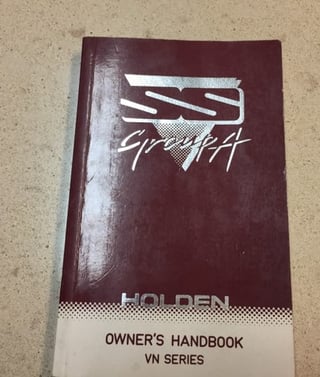 SS
Group A
HOLDEN
OWNER'S HANDBOOK
VN SERIES